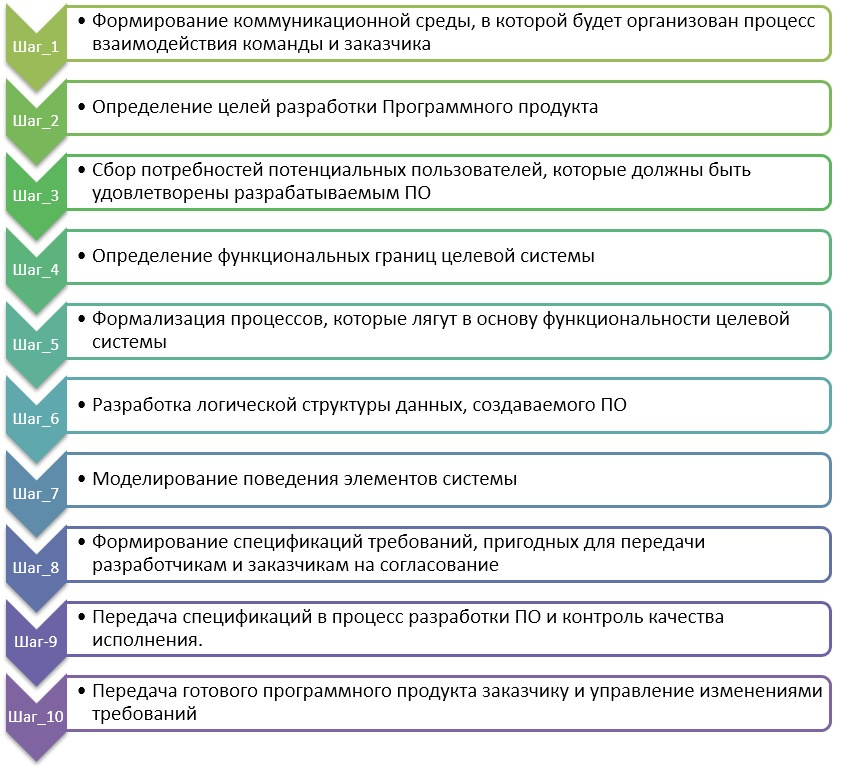 Шаг_1
• Формирование коммуникационной среды, в которой будет организован процесс
взаимодействия команды и заказчика
Шаг_2
• Определение целей разработки Программного продукта
Шаг_3
• Сбор потребностей потенциальных пользователей, которые должны быть
удовлетворены разрабатываемым ПО
Шаг_4
• Определение функциональных границ целевой системы
Шаг_5
• Формализация процессов, которые лягут в основу функциональности целевой
системы
Шаг_6
• Разработка логической структуры данных, создаваемого ПО
Шаг_7
• Моделирование поведения элементов системы
Шаг_8
• Формирование спецификаций требований, пригодных для передачи
разработчикам и заказчикам на согласование
Шаг-9
• Передача спецификаций в процесс разработки ПО и контроль качества
исполнения.
Шаг_10
• Передача готового программного продукта заказчику и управление изменениями
требований